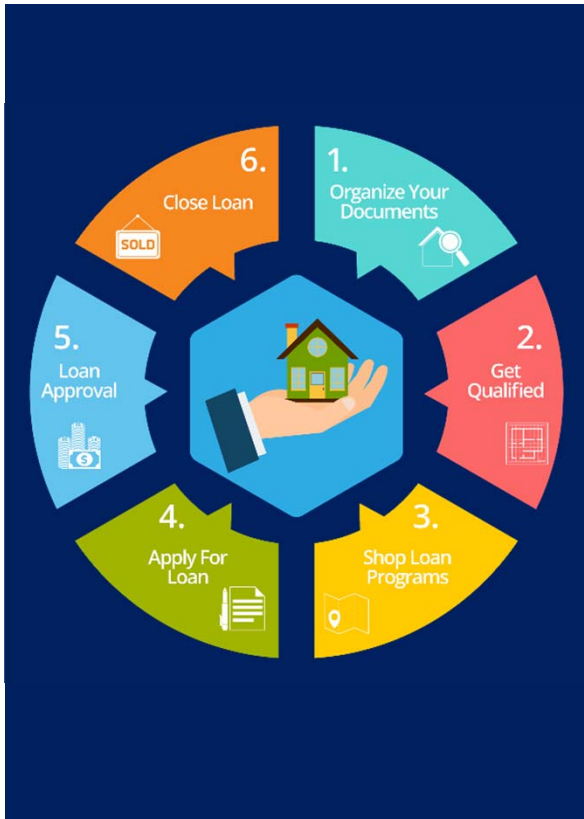 1.
Organize Your
Documents
2.
Get
Qualified
3.
Shop Loan
Programs
4.
Apply For
Loan
5.
Loan
Approval
$
6.
Close Loan
SOLD